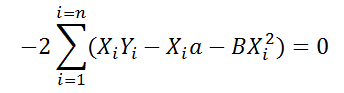 −2 ∑_{i=1}^{i=n} (X_i Y_i − X_i a − B X_i^2) = 0